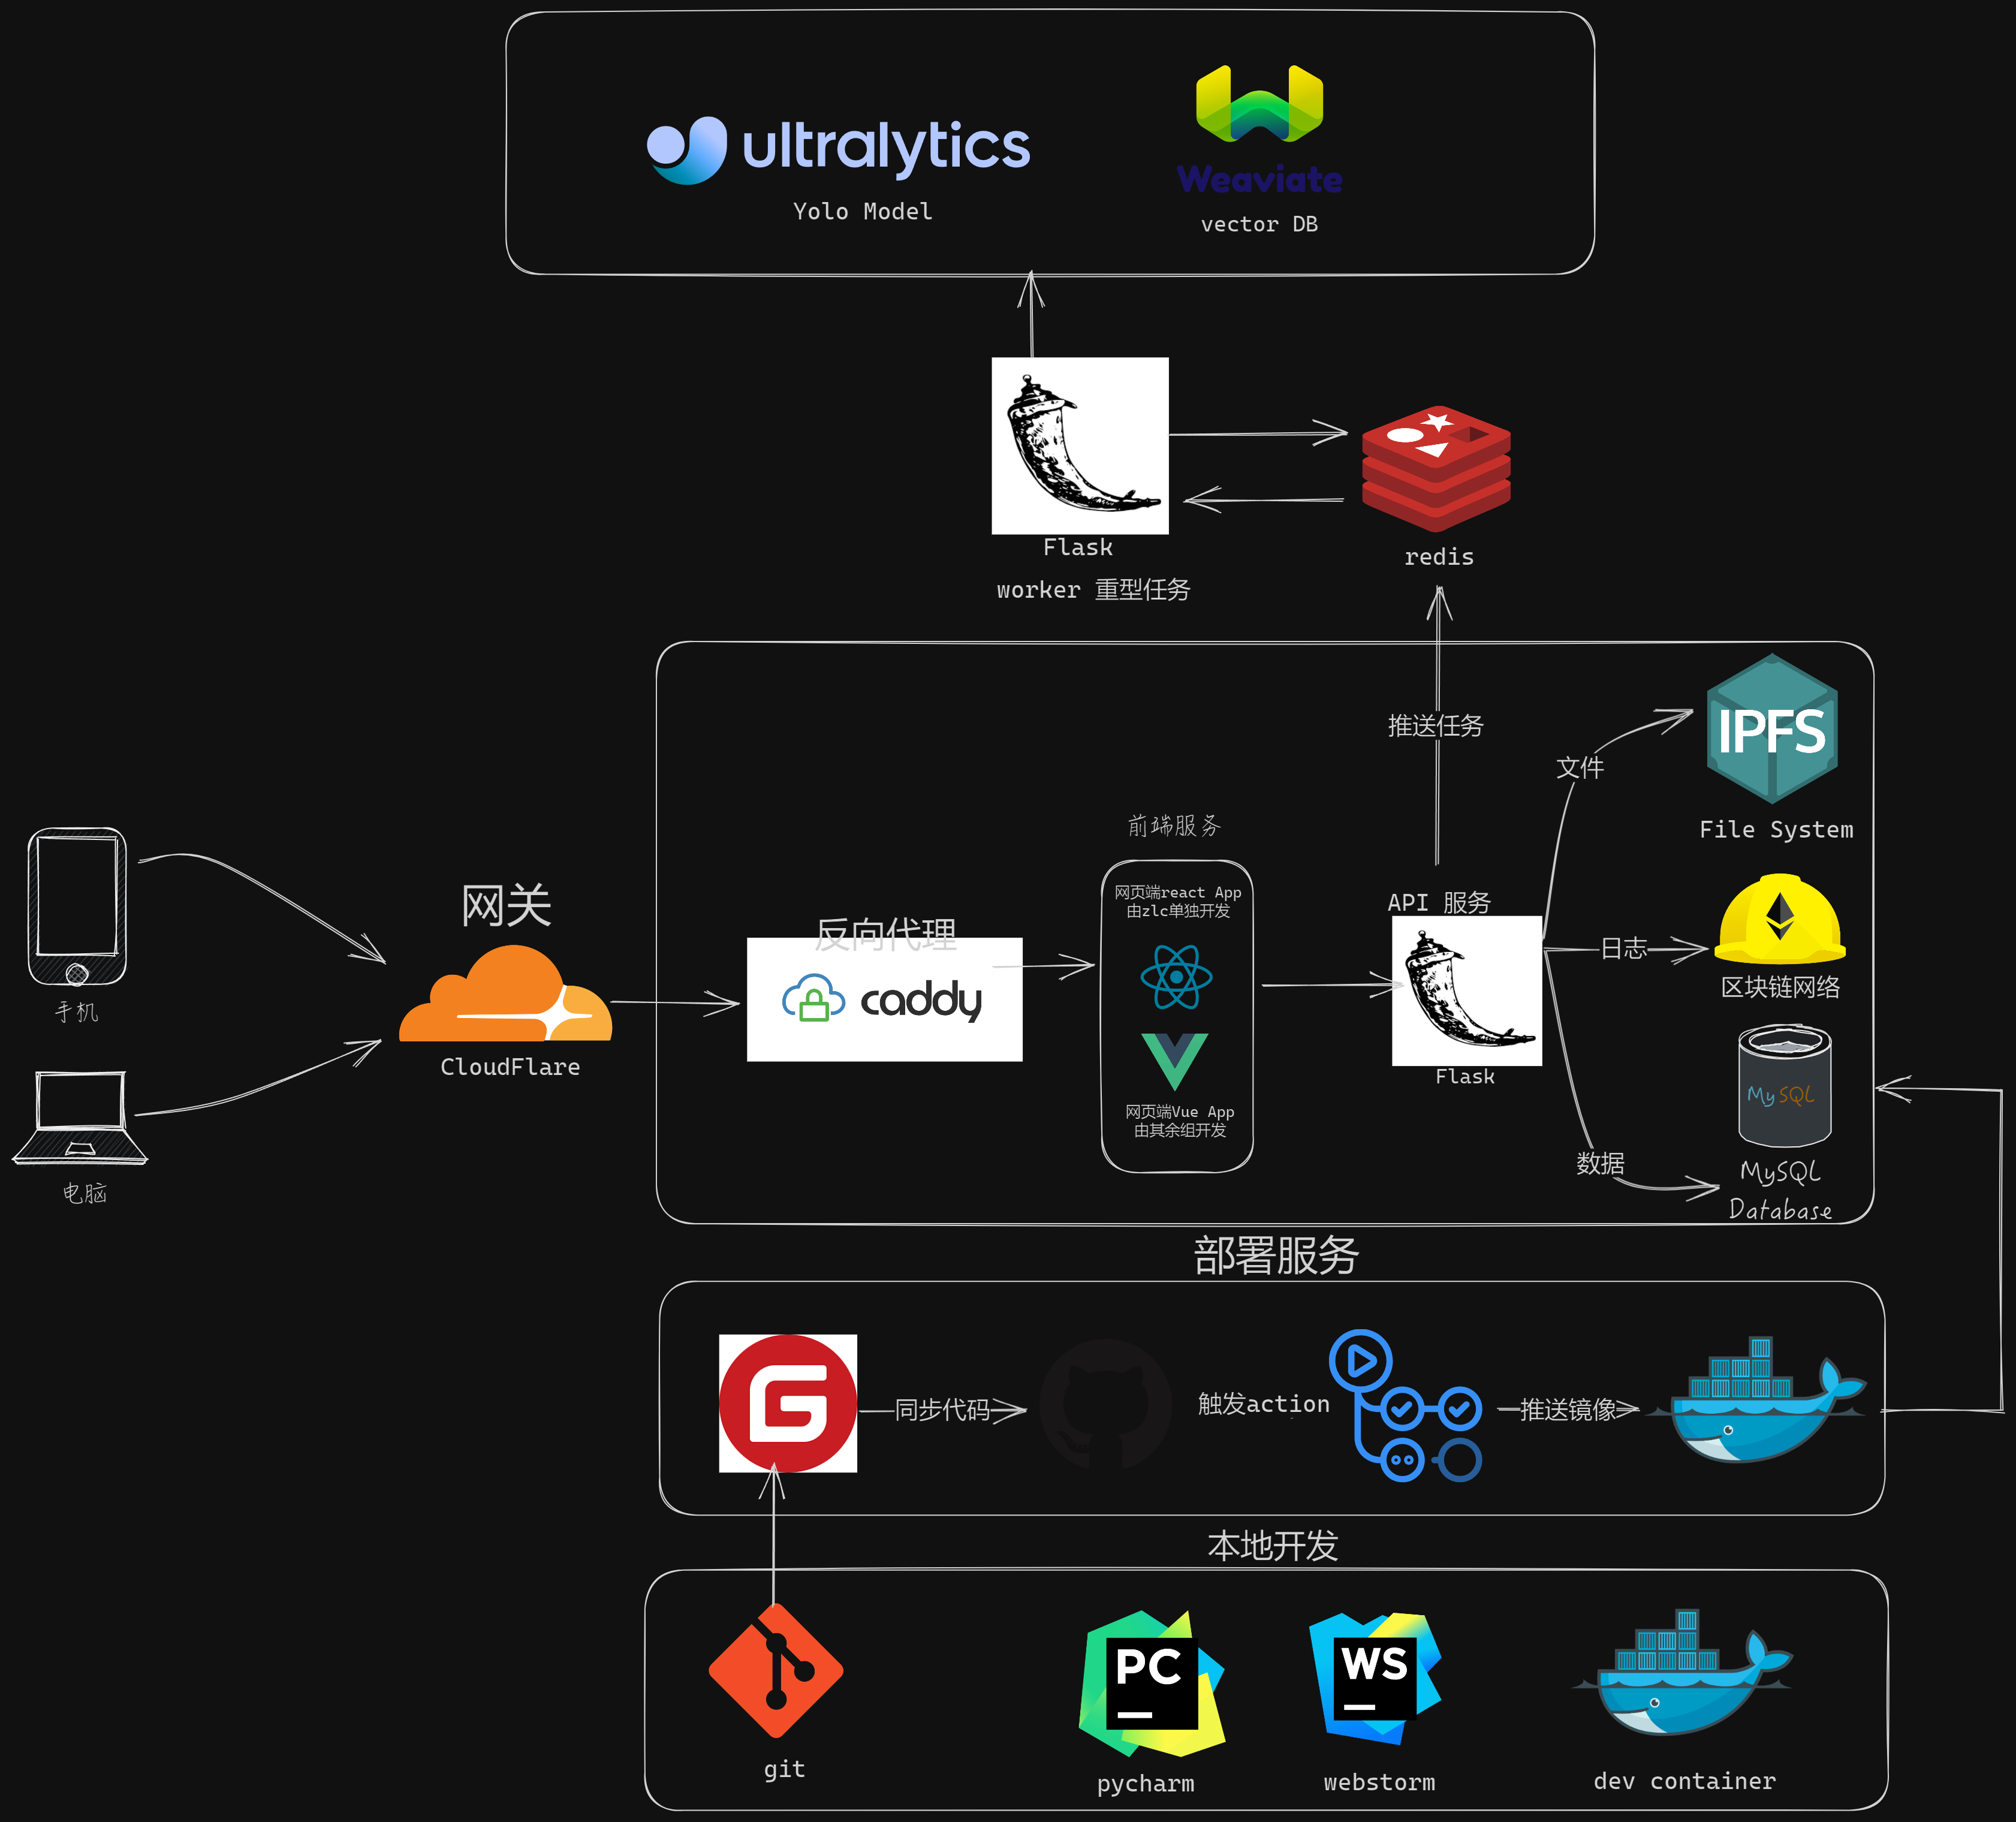 ultralytics
Yolo Model
Weaviate
vector DB
Flask
worker 重型任务
redis
推送任务
文件
IPFS
File System
前端服务
网页端react App
由zlc单独开发
网页端Vue App
由其余组开发
API 服务
Flask
日志
区块链网络
MySQL
数据
MySQL
Database
手机
电脑
网关
CloudFlare
反向代理
caddy
部署服务
G
同步代码
触发action
推送镜像
本地开发
git
PC
pycharm
WS
webstorm
dev container